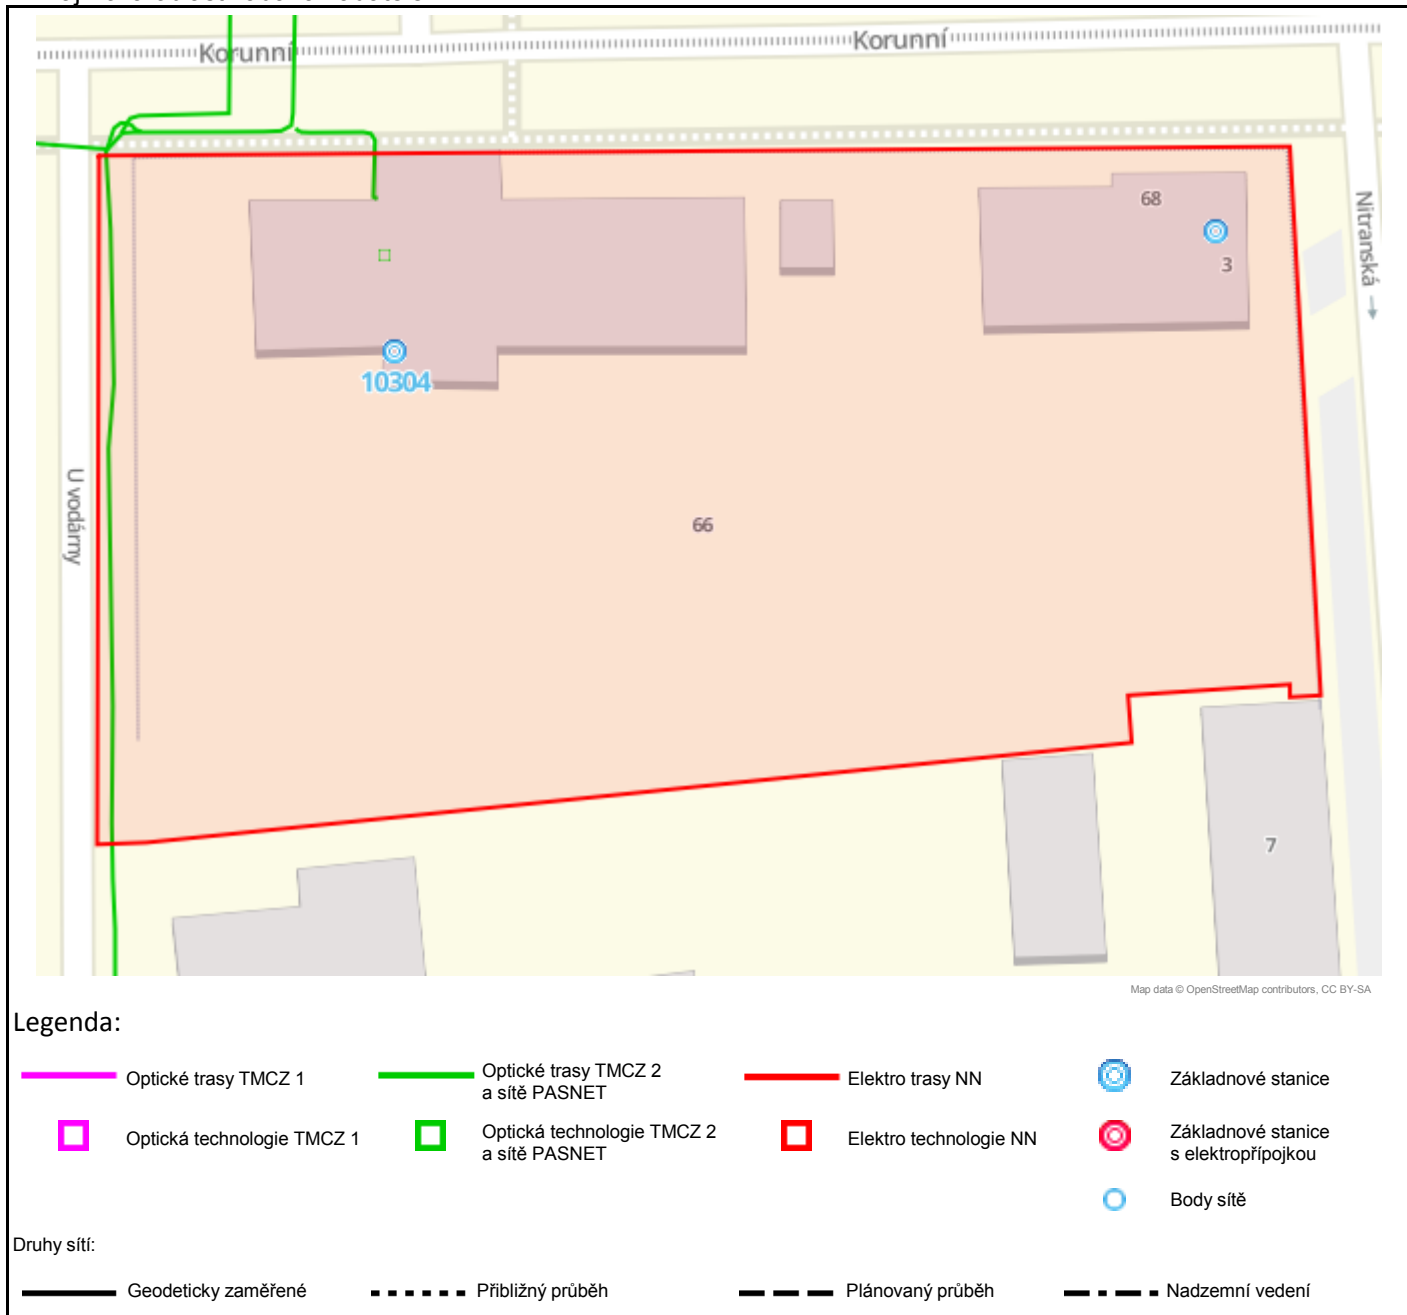 Korunní
Korunní
68
Nitranská
3
10304
U vodárny
66
7
Map data © OpenStreetMap contributors, CC BY-SA
Legenda:
Optické trasy TMCZ 1
Optické trasy TMCZ 2
a sítě PASNET
Elektro trasy NN
Základnové stanice
Optická technologie TMCZ 1
Optická technologie TMCZ 2
a sítě PASNET
Elektro technologie NN
Základnové stanice
s elektropřípojkou
Body sítě
Druhy sítí:
Geodeticky zaměřené
Přibližný průběh
Plánovaný průběh
Nadzemní vedení